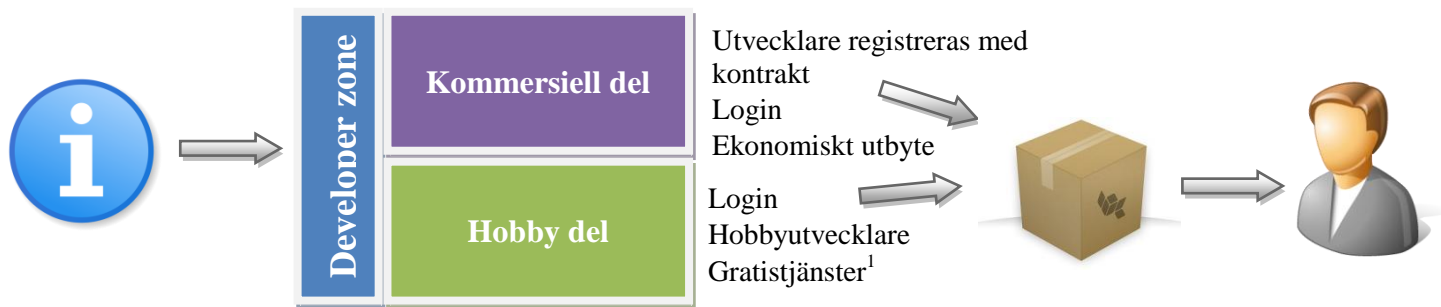 Developer zone
Kommersiell del
Hobby del
Utvecklare registreras med
kontrakt
Login
Ekonomiskt utbyte
Login
Hobbyutvecklare
Gratistjänster¹